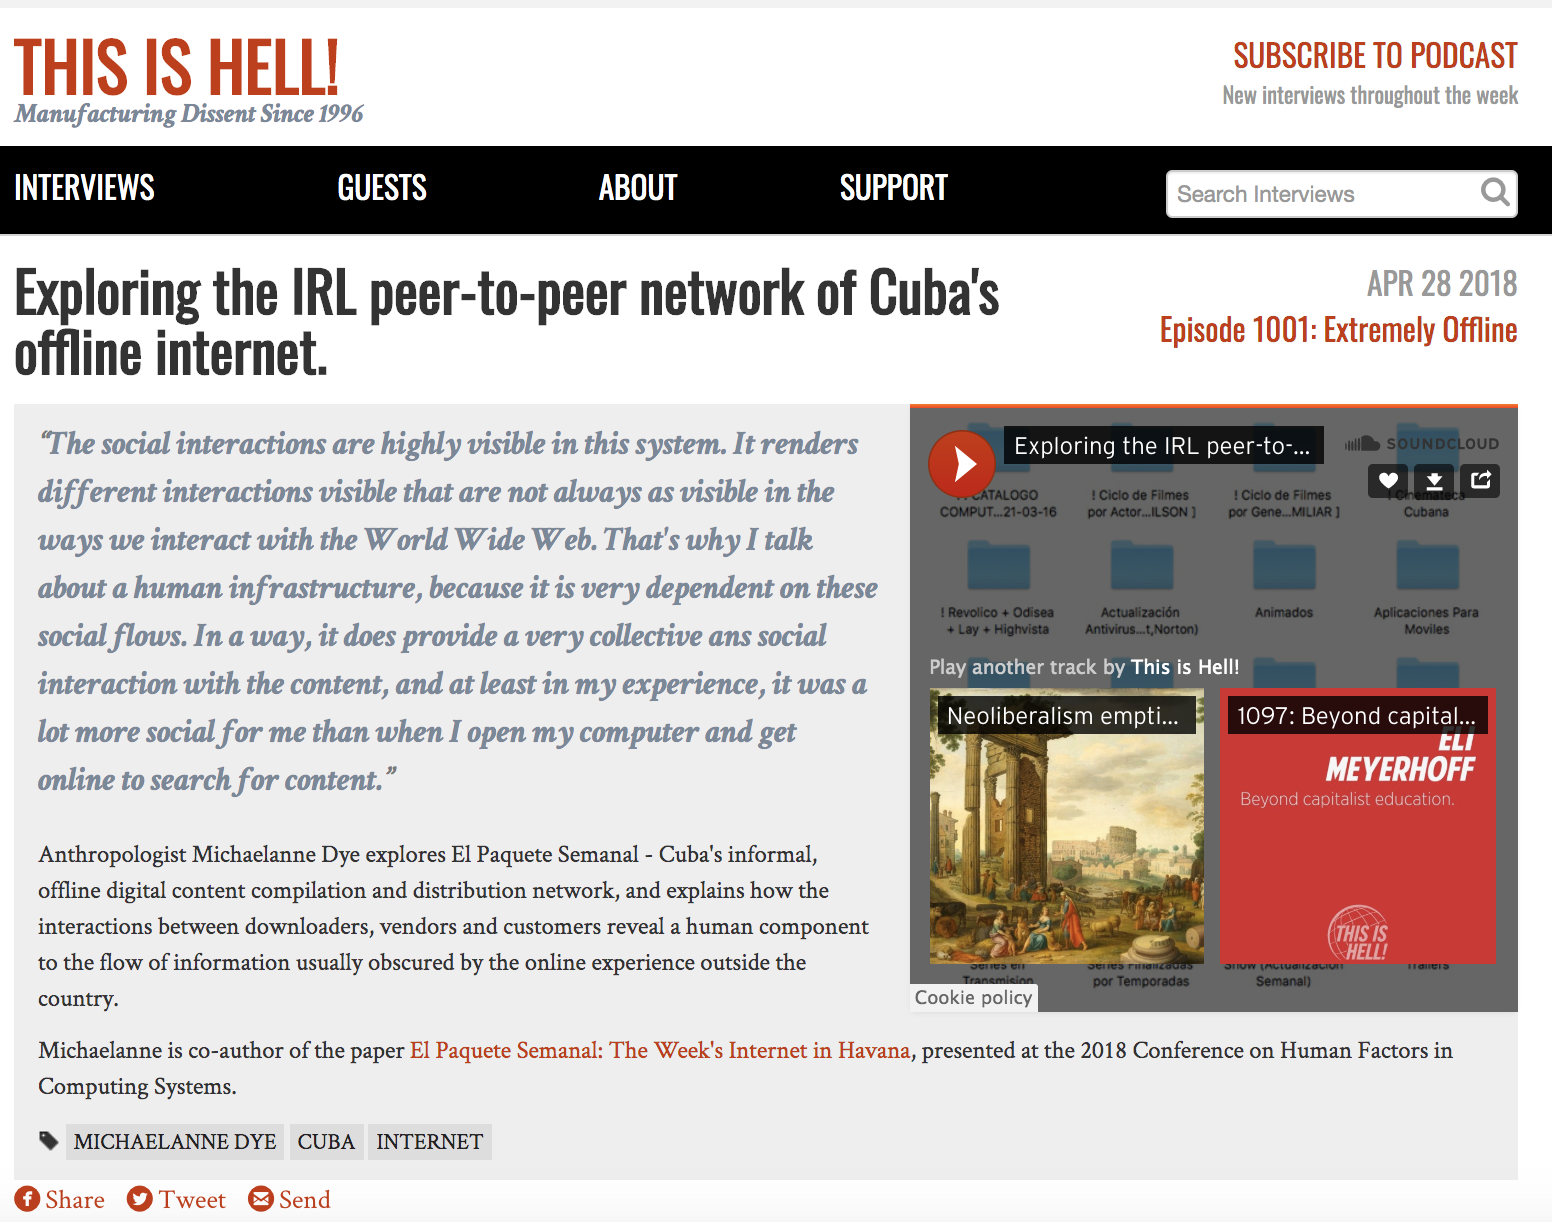 THIS IS HELL!
Manufacturing Dissent Since 1996
SUBSCRIBE TO PODCAST
New interviews throughout the week
INTERVIEWS
GUESTS
ABOUT
SUPPORT
Search Interviews
Exploring the IRL peer-to-peer network of Cuba's
offline internet.
APR 28 2018
Episode 1001: Extremely Offline
“The social interactions are highly visible in this system. It renders
different interactions visible that are not always as visible in the
ways we interact with the World Wide Web. That's why I talk
about a human infrastructure, because it is very dependent on these
social flows. In a way, it does provide a very collective ans social
interaction with the content, and at least in my experience, it was a
lot more social for me than when I open my computer and get
online to search for content.”
Anthropologist Michaelanne Dye explores El Paquete Semanal - Cuba's informal,
offline digital content compilation and distribution network, and explains how the
interactions between downloaders, vendors and customers reveal a human component
to the flow of information usually obscured by the online experience outside the
country.
Exploring the IRL peer-to-...
SOUNDCLOUD
CATALOGO
COMPUT...21-03-16
! Ciclo de Filmes
por Actor...ILSON ]
! Ciclo de Filmes
por Gene...MILIAR ]
! Cinemateca
Cubana
! Revolico + Odisea
+ Lay + Highvista
Actualización
Antivirus...t,Norton)
Animados
Aplicaciones Para
Moviles
Play another track by This is Hell!
Neoliberalism empti...
1097: Beyond capital...
ELI
MEYERHOFF
Beyond capitalist education.
THIS IS
HELL!
Series en
Transmision
Series Finalizadas
por Temporadas
Show (Actualización
Semanal)
Trailers
Cookie policy
Michaelanne is co-author of the paper El Paquete Semanal: The Week's Internet in Havana, presented at the 2018 Conference on Human Factors in
Computing Systems.
MICHAELANNE DYE
CUBA
INTERNET
Share
Tweet
Send